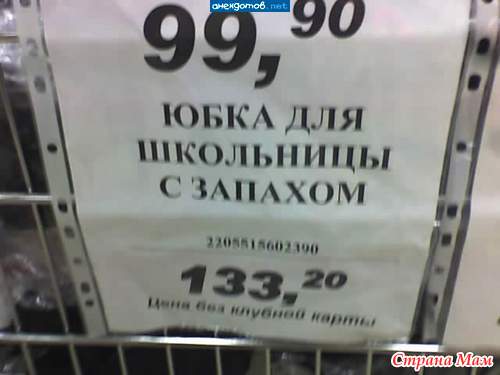 анекдотов.net
99,90
ЮБКА ДЛЯ
ШКОЛЬНИЦЫ
С ЗАПАХОМ
2205515602390
133,20
Цена без клубной карты
Страна Мам